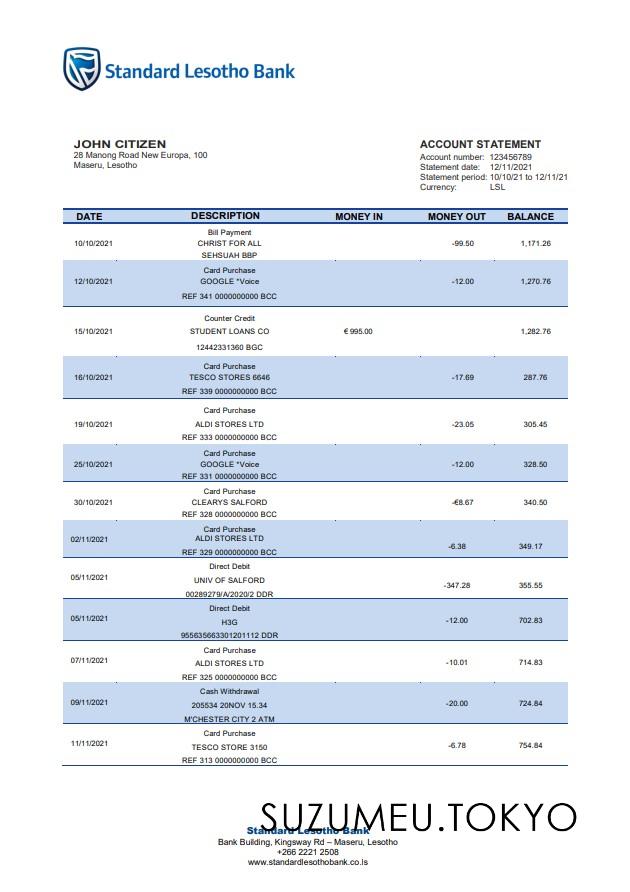 Standard Lesotho Bank
JOHN CITIZEN
28 Manong Road New Europa, 100
Maseru, Lesotho
ACCOUNT STATEMENT
Account number: 123456789
Statement date: 12/11/2021
Statement period: 10/10/21 to 12/11/21
Currency: LSL
DATE DESCRIPTION MONEY IN MONEY OUT BALANCE
Bill Payment
10/10/2021 CHRIST FOR ALL -99.50 1,171.26
SEHSUAH BBP
Card Purchase
12/10/2021 GOOGLE *Voice -12.00 1,270.76
REF 341 0000000000 BCC
Counter Credit
15/10/2021 STUDENT LOANS CO € 995.00 1,282.76
12442331360 BGC
Card Purchase
16/10/2021 TESCO STORES 6646 -17.69 287.76
REF 339 0000000000 BCC
Card Purchase
19/10/2021 ALDI STORES LTD -23.05 305.45
REF 333 0000000000 BCC
Card Purchase
25/10/2021 GOOGLE *Voice -12.00 328.50
REF 331 0000000000 BCC
Card Purchase
30/10/2021 CLEARYS SALFORD -€8.67 340.50
REF 328 0000000000 BCC
Card Purchase
02/11/2021 ALDI STORES LTD -6.38 349.17
REF 329 0000000000 BCC
Direct Debit
05/11/2021 UNIV OF SALFORD -347.28 355.55
00289279/A/2020/2 DDR
Direct Debit
05/11/2021 H3G -12.00 702.83
955635663301201112 DDR
Card Purchase
07/11/2021 ALDI STORES LTD -10.01 714.83
REF 325 0000000000 BCC
Cash Withdrawal
09/11/2021 205534 20NOV 15.34 -20.00 724.84
M'CHESTER CITY 2 ATM
Card Purchase
11/11/2021 TESCO STORE 3150 -6.78 754.84
REF 313 0000000000 BCC
SUZUMEU.TOKYO
Standard Lesotho Bank
Bank Building, Kingsway Rd – Maseru, Lesotho
+266 2221 2508
www.standardlesothobank.co.ls